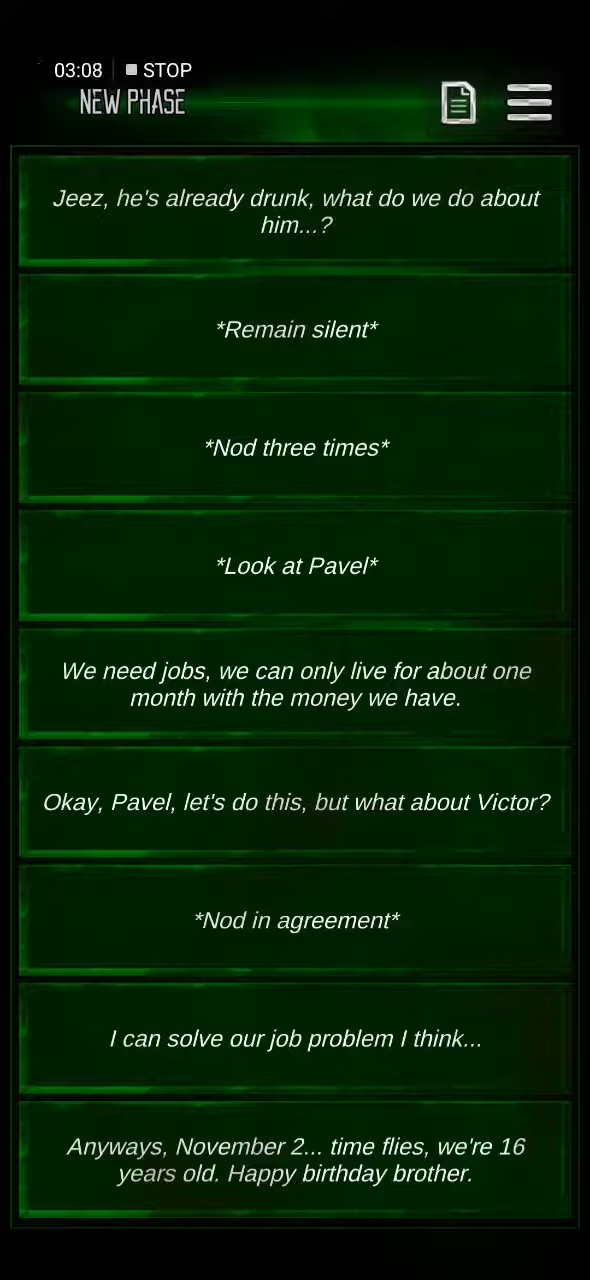 03:08 STOP
NEW PHASE
Jeez, he's already drunk, what do we do about
him...?
*Remain silent*
*Nod three times*
*Look at Pavel*
We need jobs, we can only live for about one
month with the money we have.
Okay, Pavel, let's do this, but what about Victor?
*Nod in agreement*
I can solve our job problem I think...
Anyways, November 2... time flies, we're 16
years old. Happy birthday brother.